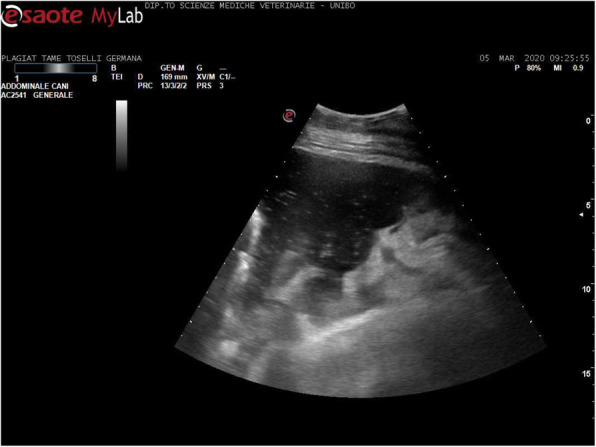 DIP.TO SCIENZE MEDICHE VETERINARIE - UNIBO
esaote MyLab
PLAGIAT TAME TOSELLI GERMANA
05 MAR 2020 09:25:55
1 8
ADDOMINALE CANI
AC2541 GENERALE
B GEN-M G —
TEI D 169 mm XV/M C1/--
PRC 13/3/2/2 PRS 3
P 80% MI 0.9
e
0
5
10
15